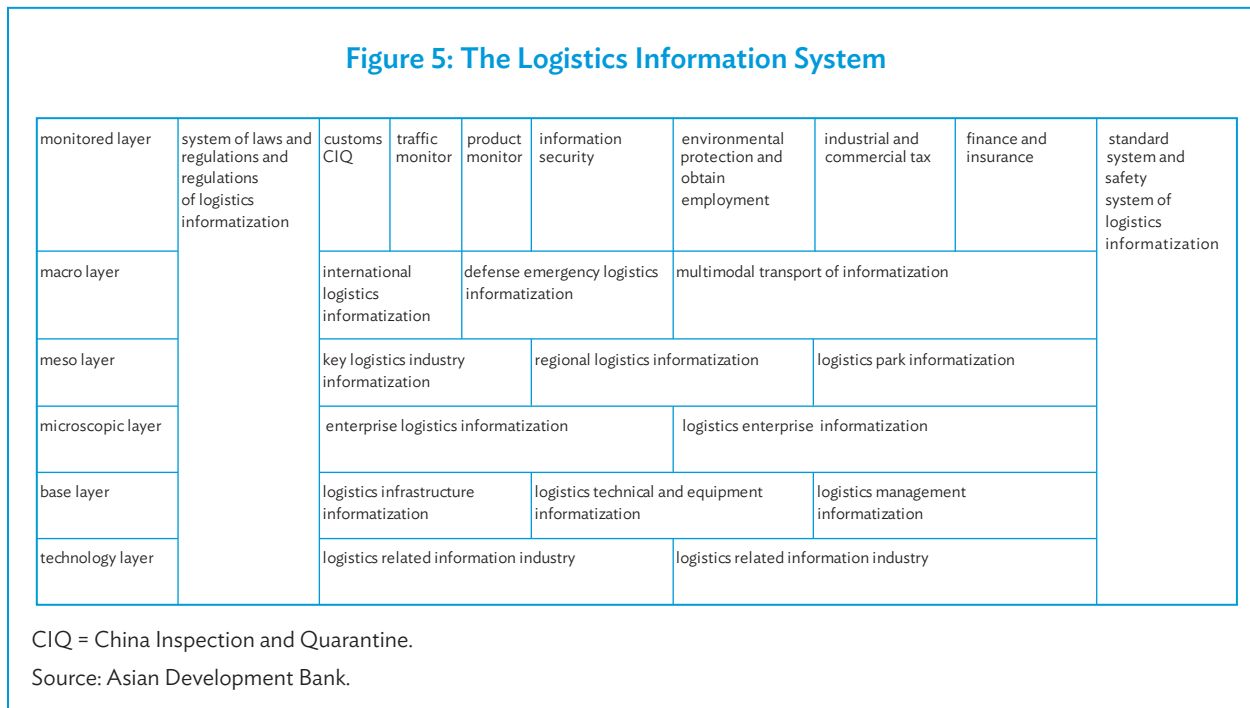 Figure 5: The Logistics Information System
monitored layer
system of laws and
regulations and
regulations
of logistics
informatization
customs
CIQ
traffic
monitor
product
monitor
information
security
environmental
protection and
obtain
employment
industrial and
commercial tax
finance and
insurance
standard
system and
safety
system of
logistics
informatization
macro layer
international
logistics
informatization
defense emergency logistics
informatization
multimodal transport of informatization
meso layer
key logistics industry
informatization
regional logistics informatization
logistics park informatization
microscopic layer
enterprise logistics informatization
logistics enterprise informatization
base layer
logistics infrastructure
informatization
logistics technical and equipment
informatization
logistics management
informatization
technology layer
logistics related information industry
logistics related information industry
CIQ = China Inspection and Quarantine.
Source: Asian Development Bank.